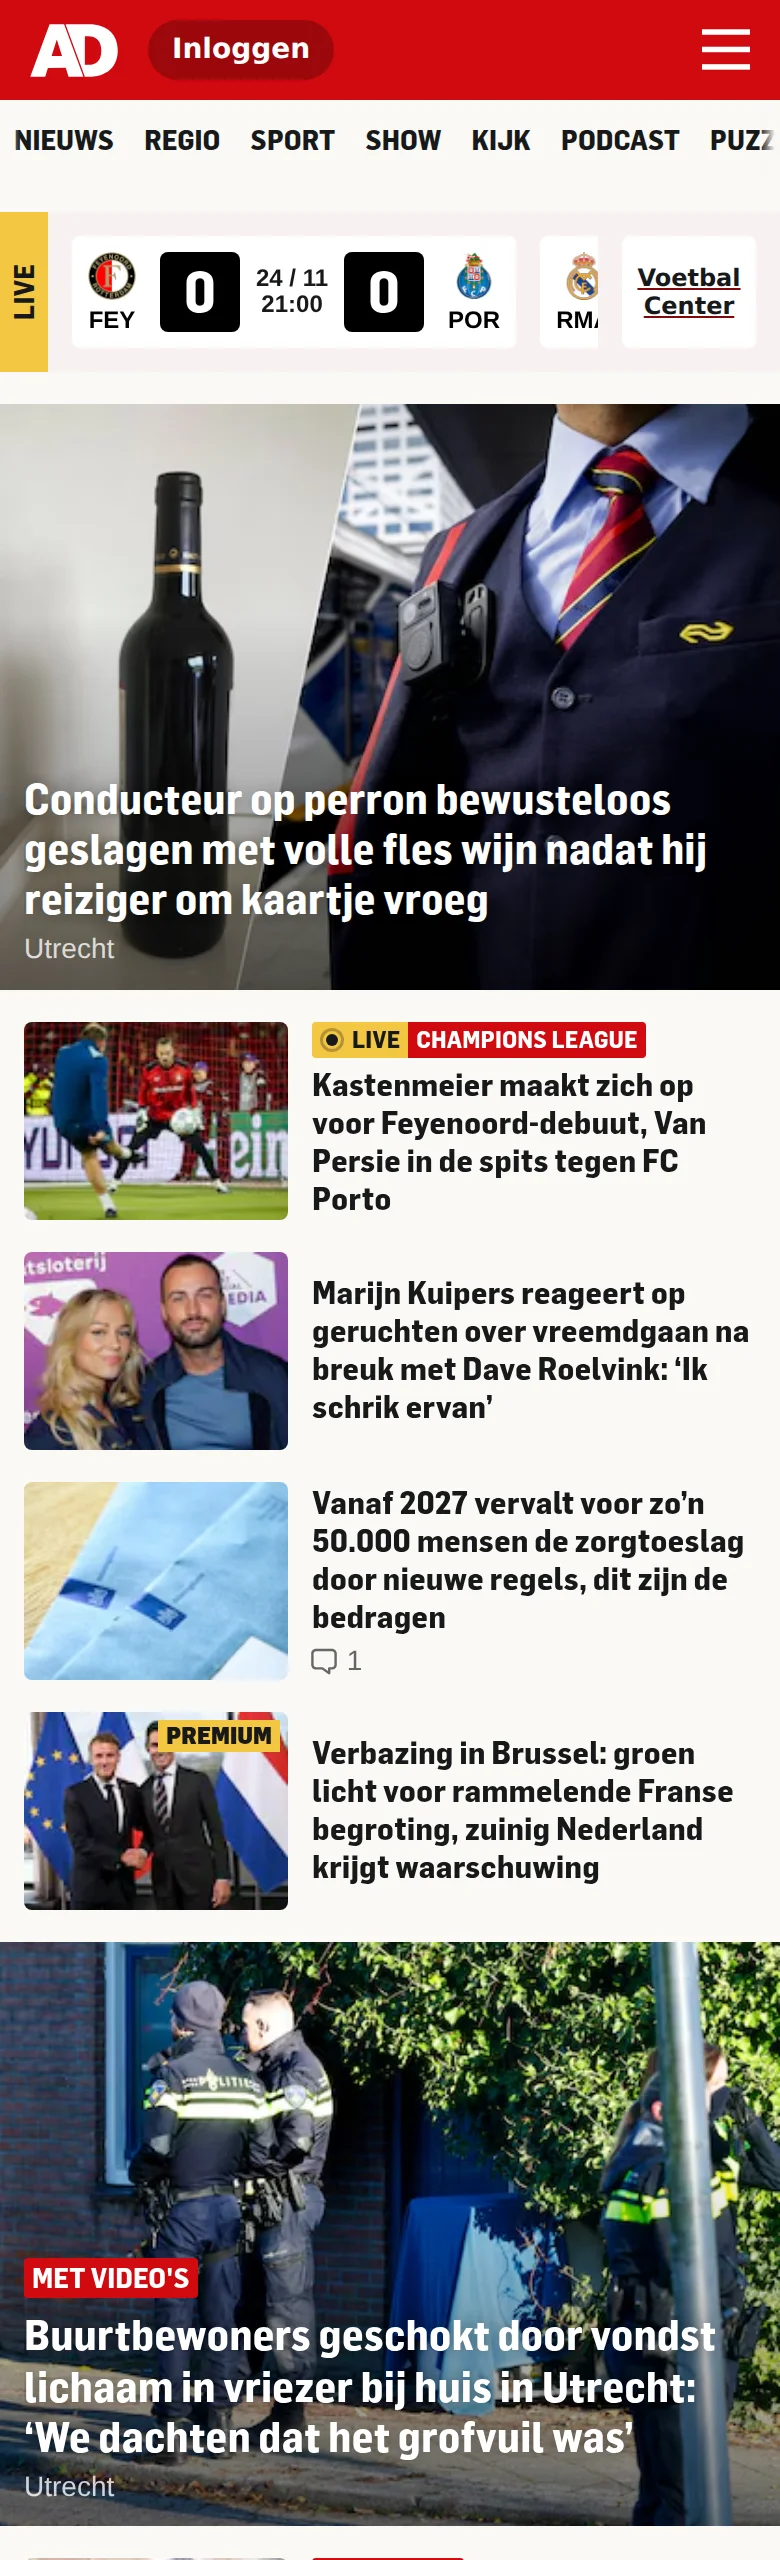 AD
Inloggen
NIEUWS REGIO SPORT SHOW KIJK PODCAST PUZZ
LIVE
FEY
0
24 / 11
21:00
0
POR
RMA
Voetbal
Center
Conducteur op perron bewusteloos
geslagen met volle fles wijn nadat hij
reiziger om kaartje vroeg
Utrecht
LIVE CHAMPIONS LEAGUE
Kastenmeier maakt zich op
voor Feyenoord-debuut, Van
Persie in de spits tegen FC
Porto
tsloterij
EDIA
Marijn Kuipers reageert op
geruchten over vreemdgaan na
breuk met Dave Roelvink: ‘Ik
schrik ervan’
Vanaf 2027 vervalt voor zo’n
50.000 mensen de zorgtoeslag
door nieuwe regels, dit zijn de
bedragen
1
PREMIUM
Verbazing in Brussel: groen
licht voor rammelende Franse
begroting, zuinig Nederland
krijgt waarschuwing
POLITIE
MET VIDEO'S
Buurtbewoners geschokt door vondst
lichaam in vriezer bij huis in Utrecht:
‘We dachten dat het grofvuil was’
Utrecht